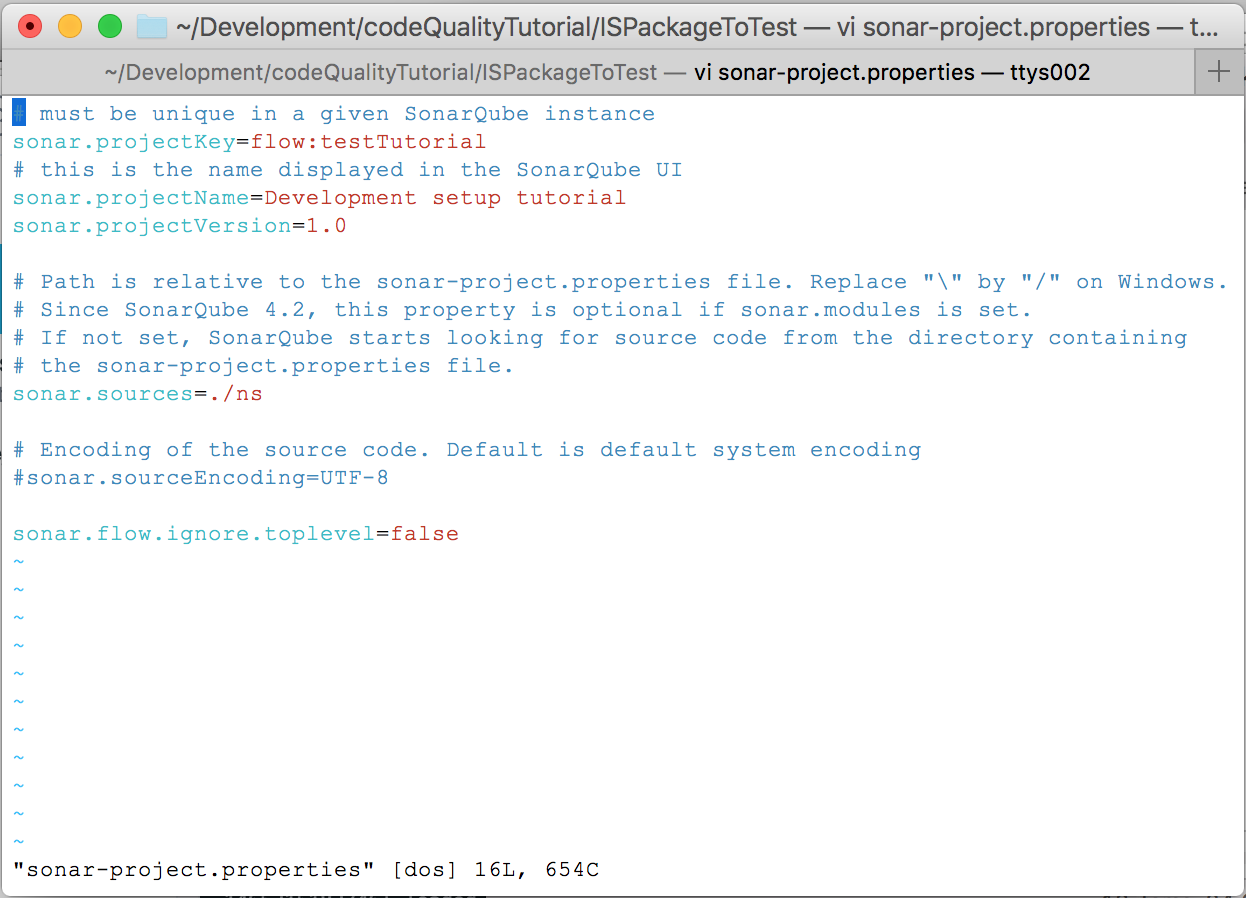 ~/Development/codeQualityTutorial/ISPackageToTest — vi sonar-project.properties — t...
~/Development/codeQualityTutorial/ISPackageToTest — vi sonar-project.properties — ttys002
# must be unique in a given SonarQube instance
sonar.projectKey=flow:testTutorial
# this is the name displayed in the SonarQube UI
sonar.projectName=Development setup tutorial
sonar.projectVersion=1.0
# Path is relative to the sonar-project.properties file. Replace "\" by "/" on Windows.
# Since SonarQube 4.2, this property is optional if sonar.modules is set.
# If not set, SonarQube starts looking for source code from the directory containing
# the sonar-project.properties file.
sonar.sources=./ns
# Encoding of the source code. Default is default system encoding
#sonar.sourceEncoding=UTF-8
sonar.flow.ignore.toplevel=false
~
~
~
~
~
~
~
~
~
~
~
"sonar-project.properties" [dos] 16L, 654C